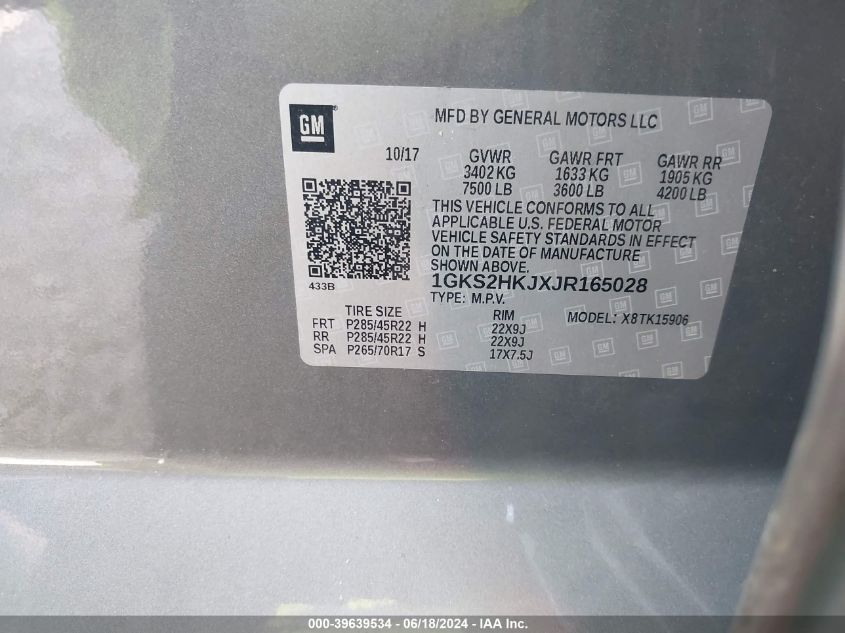 GM
MFD BY GENERAL MOTORS LLC
10/17 GVWR GAWR FRT GAWR RR
3402 KG 1633 KG 1905 KG
7500 LB 3600 LB 4200 LB
THIS VEHICLE CONFORMS TO ALL
APPLICABLE U.S. FEDERAL MOTOR
VEHICLE SAFETY STANDARDS IN EFFECT
ON THE DATE OF MANUFACTURE
SHOWN ABOVE.
433B
1GKS2HKJXJR165028
TYPE: M.P.V.
TIRE SIZE RIM MODEL: X8TK15906
FRT P285/45R22 H 22X9J
RR P285/45R22 H 22X9J
SPA P265/70R17 S 17X7.5J
000-39639534 - 06/18/2024 - IAA Inc.